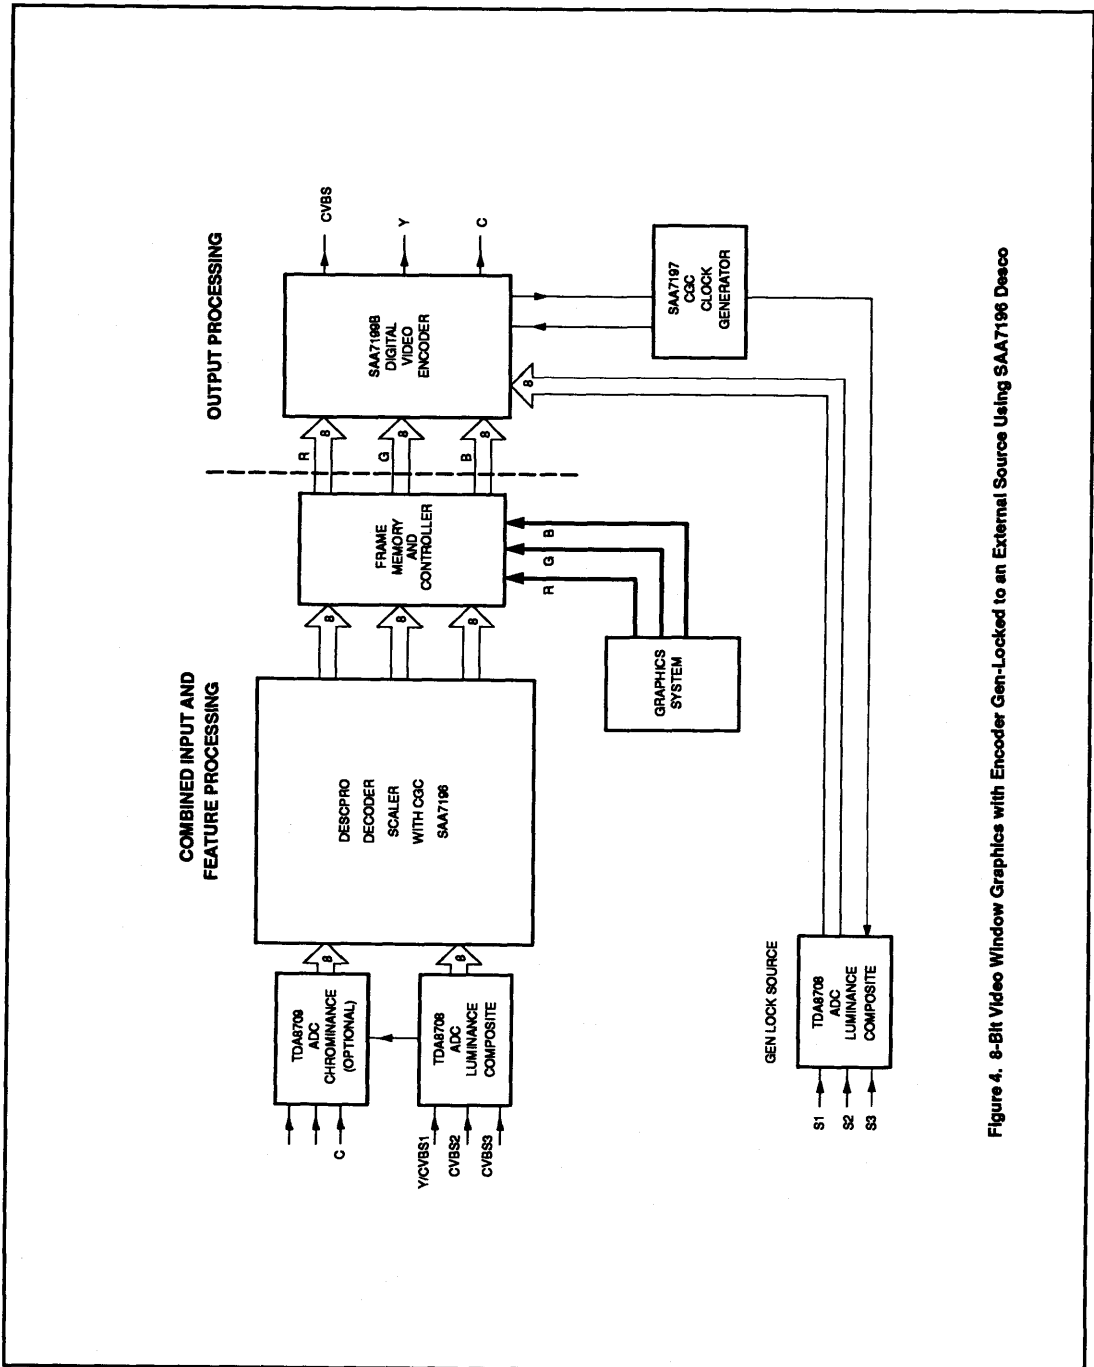 COMBINED INPUT AND
FEATURE PROCESSING
OUTPUT PROCESSING
C
Y/CVBS1
CVBS2
CVBS3
TDA8709
ADC
CHROMINANCE
(OPTIONAL)
TDA8708
ADC
LUMINANCE
COMPOSITE
8
8
DESCPRO
DECODER
SCALER
WITH CGC
SAA7196
8
8
8
FRAME
MEMORY
AND
CONTROLLER
R
G
B
8
8
8
SAA7199B
DIGITAL
VIDEO
ENCODER
CVBS
Y
C
GRAPHICS
SYSTEM
R
G
B
8
SAA7197
CGC
CLOCK
GENERATOR
GEN LOCK SOURCE
S1
S2
S3
TDA8708
ADC
LUMINANCE
COMPOSITE
Figure 4. 8-Bit Video Window Graphics with Encoder Gen-Locked to an External Source Using SAA7196 Desco